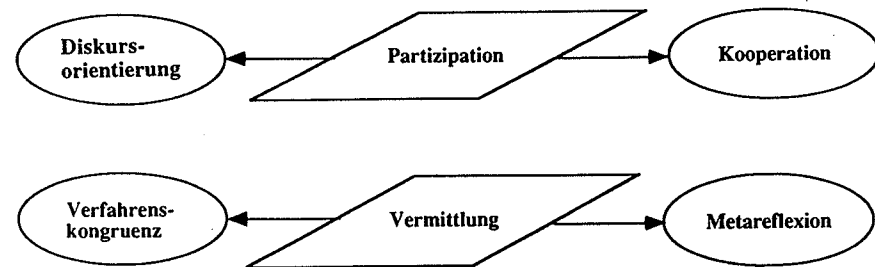 Diskurs-
orientierung
Partizipation
Kooperation
Verfahrens-
kongruenz
Vermittlung
Metareflexion